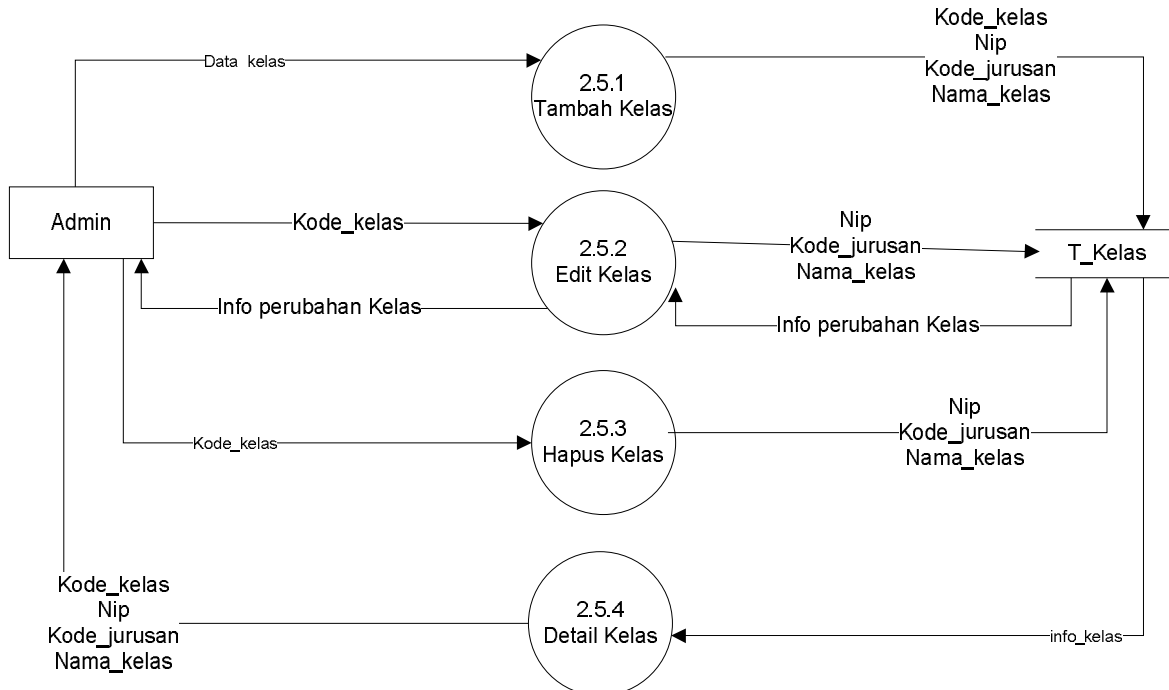 Data kelas
2.5.1
Tambah Kelas
Kode_kelas
Nip
Kode_jurusan
Nama_kelas
Admin
Kode_kelas
2.5.2
Edit Kelas
Nip
Kode_jurusan
Nama_kelas
T_Kelas
Info perubahan Kelas
Info perubahan Kelas
Kode_kelas
2.5.3
Hapus Kelas
Nip
Kode_jurusan
Nama_kelas
Kode_kelas
Nip
Kode_jurusan
Nama_kelas
2.5.4
Detail Kelas
info_kelas